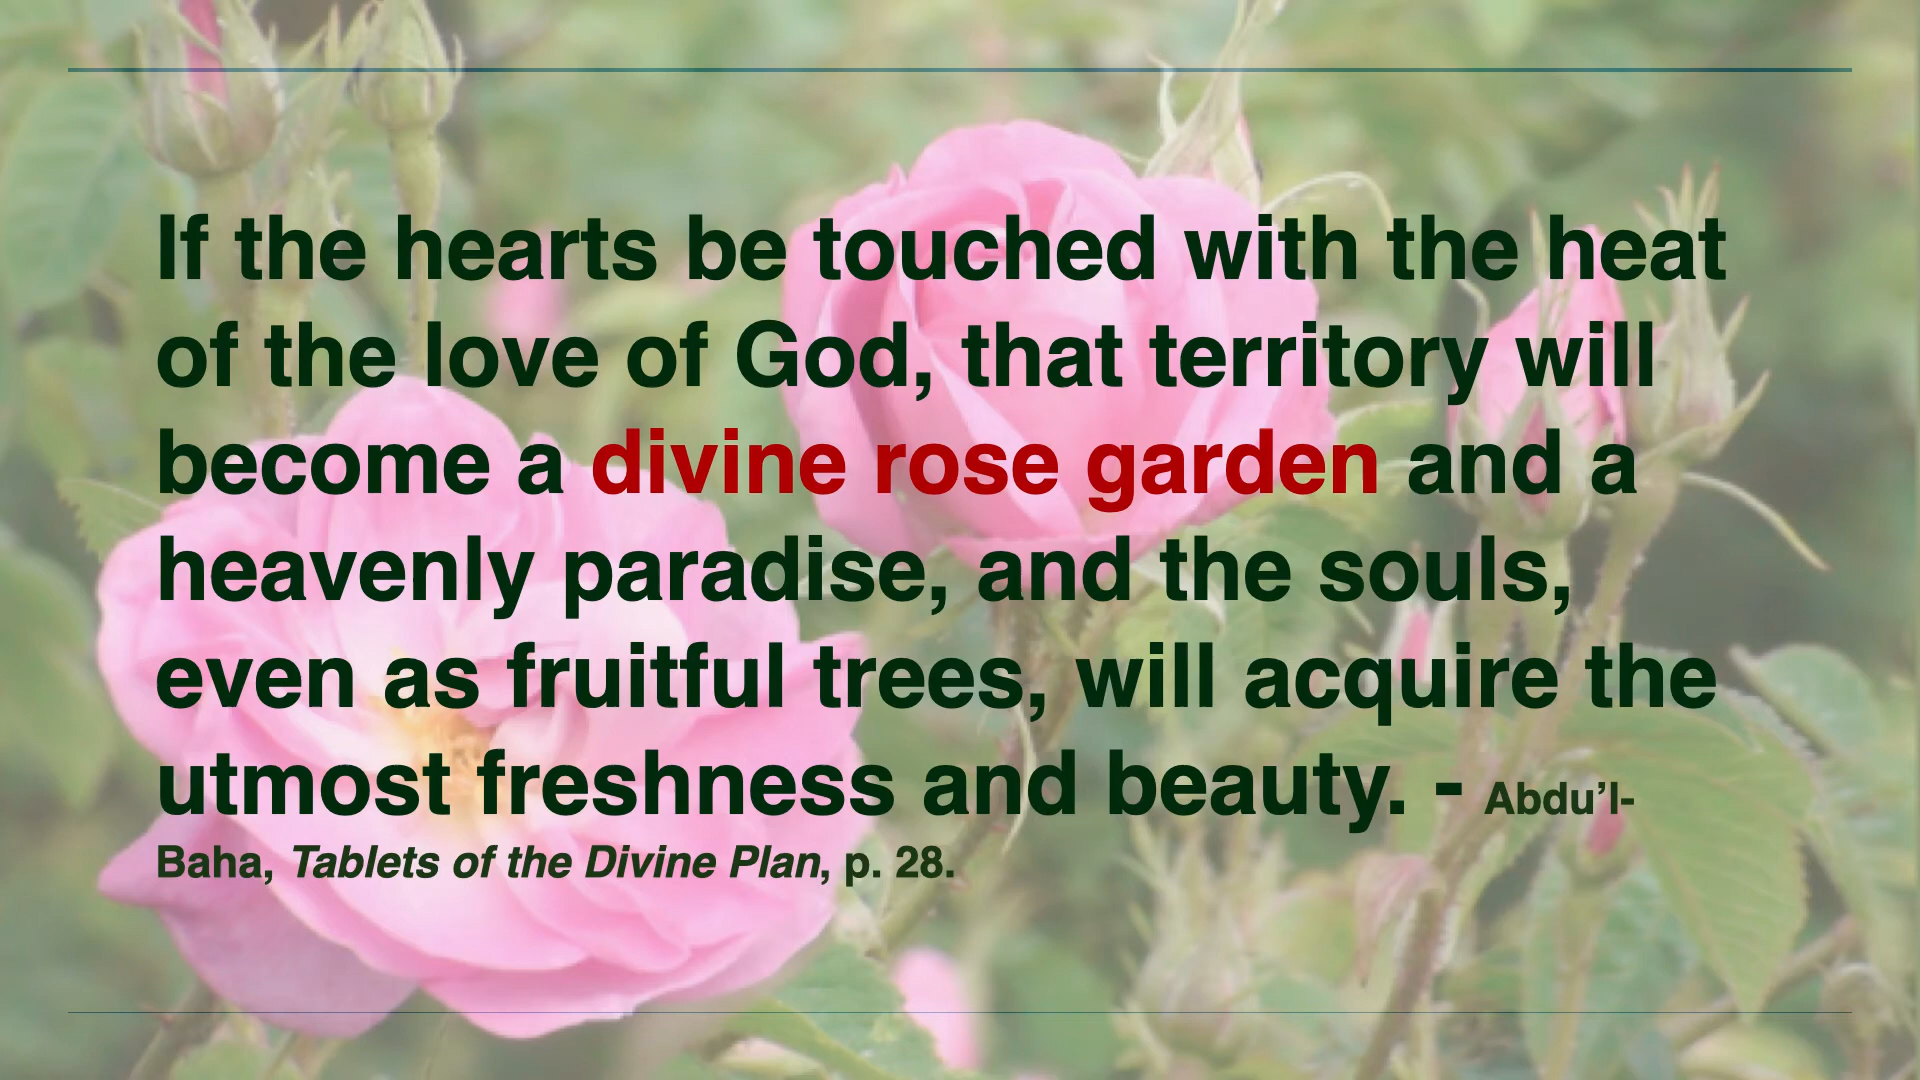 If the hearts be touched with the heat
of the love of God, that territory will
become a divine rose garden and a
heavenly paradise, and the souls,
even as fruitful trees, will acquire the
utmost freshness and beauty. - Abdu’l-
Baha, Tablets of the Divine Plan, p. 28.